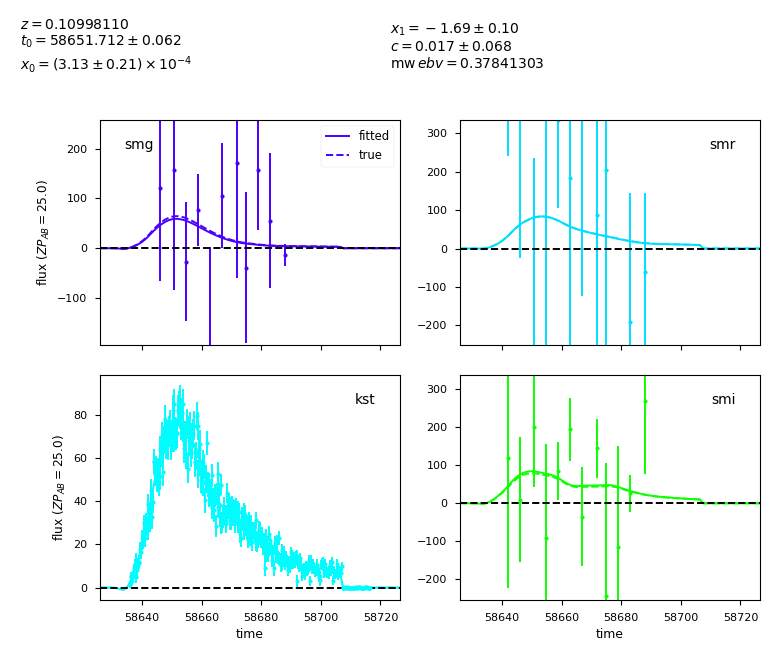 z = 0.10998110
t₀ = 58651.712 ± 0.062
x₀ = (3.13 ± 0.21) × 10⁻⁴
x₁ = −1.69 ± 0.10
c = 0.017 ± 0.068
mw ebv = 0.37841303
smg
fitted
true
flux (ZP_AB = 25.0)
200
100
0
−100
smr
300
200
100
0
−100
−200
kst
flux (ZP_AB = 25.0)
80
60
40
20
0
58640 58660 58680 58700 58720
time
smi
300
200
100
0
−100
−200
58640 58660 58680 58700 58720
time